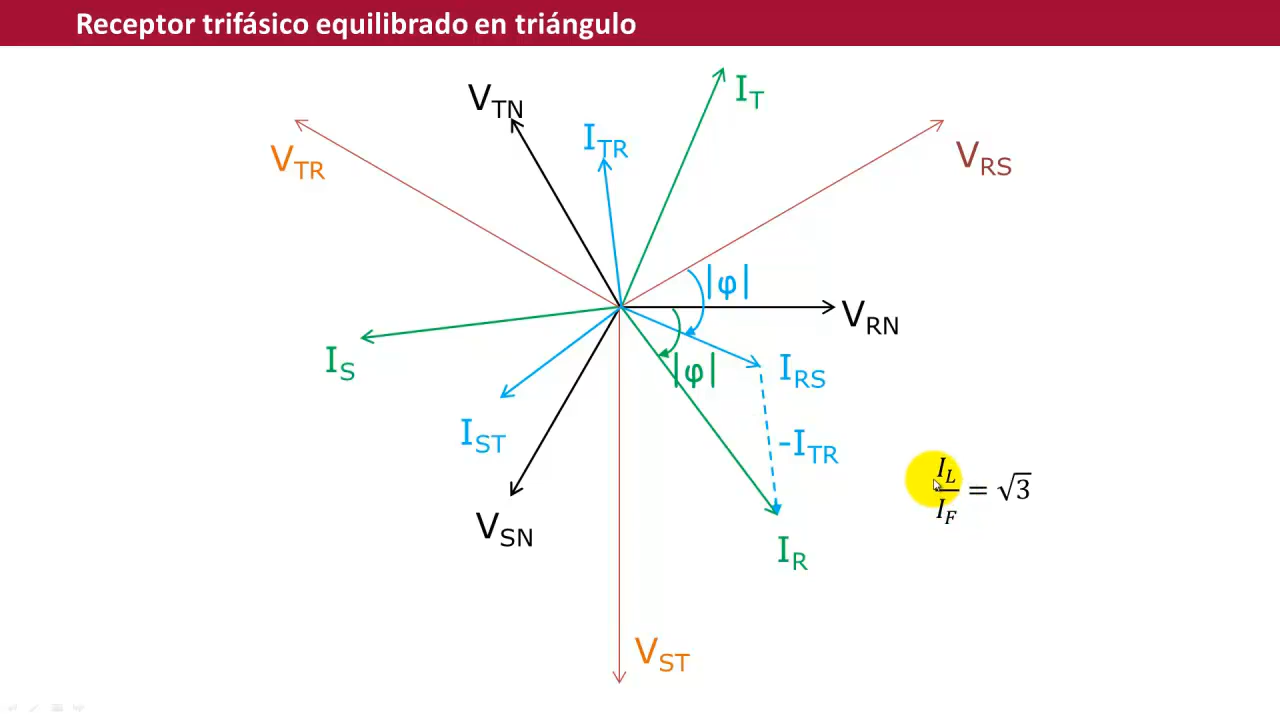 Receptor trifásico equilibrado en triángulo
I_T
V_TN
I_TR
V_TR
V_RS
|φ|
V_RN
I_S
|φ|
I_RS
I_ST
-I_TR
I_L/I_F = √3
V_SN
I_R
V_ST